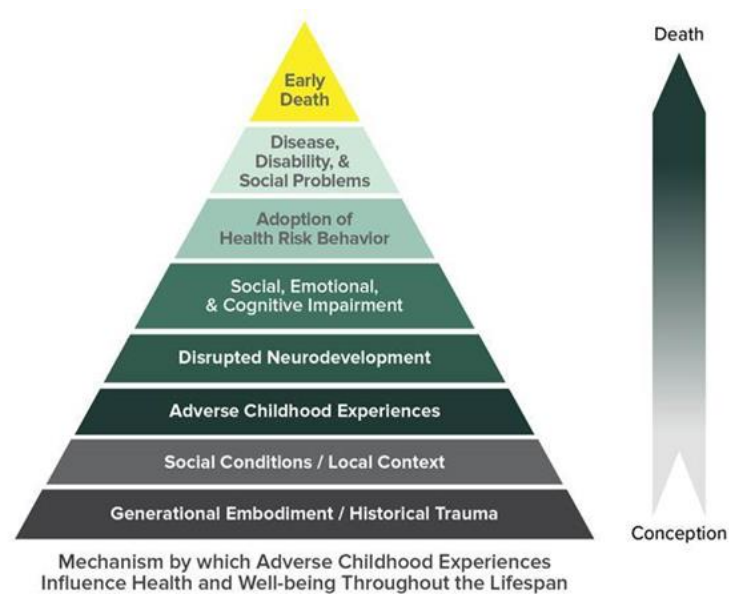 Early
Death
Disease,
Disability, &
Social Problems
Adoption of
Health Risk Behavior
Social, Emotional,
& Cognitive Impairment
Disrupted Neurodevelopment
Adverse Childhood Experiences
Social Conditions / Local Context
Generational Embodiment / Historical Trauma
Mechanism by which Adverse Childhood Experiences
Influence Health and Well-being Throughout the Lifespan
Death
Conception